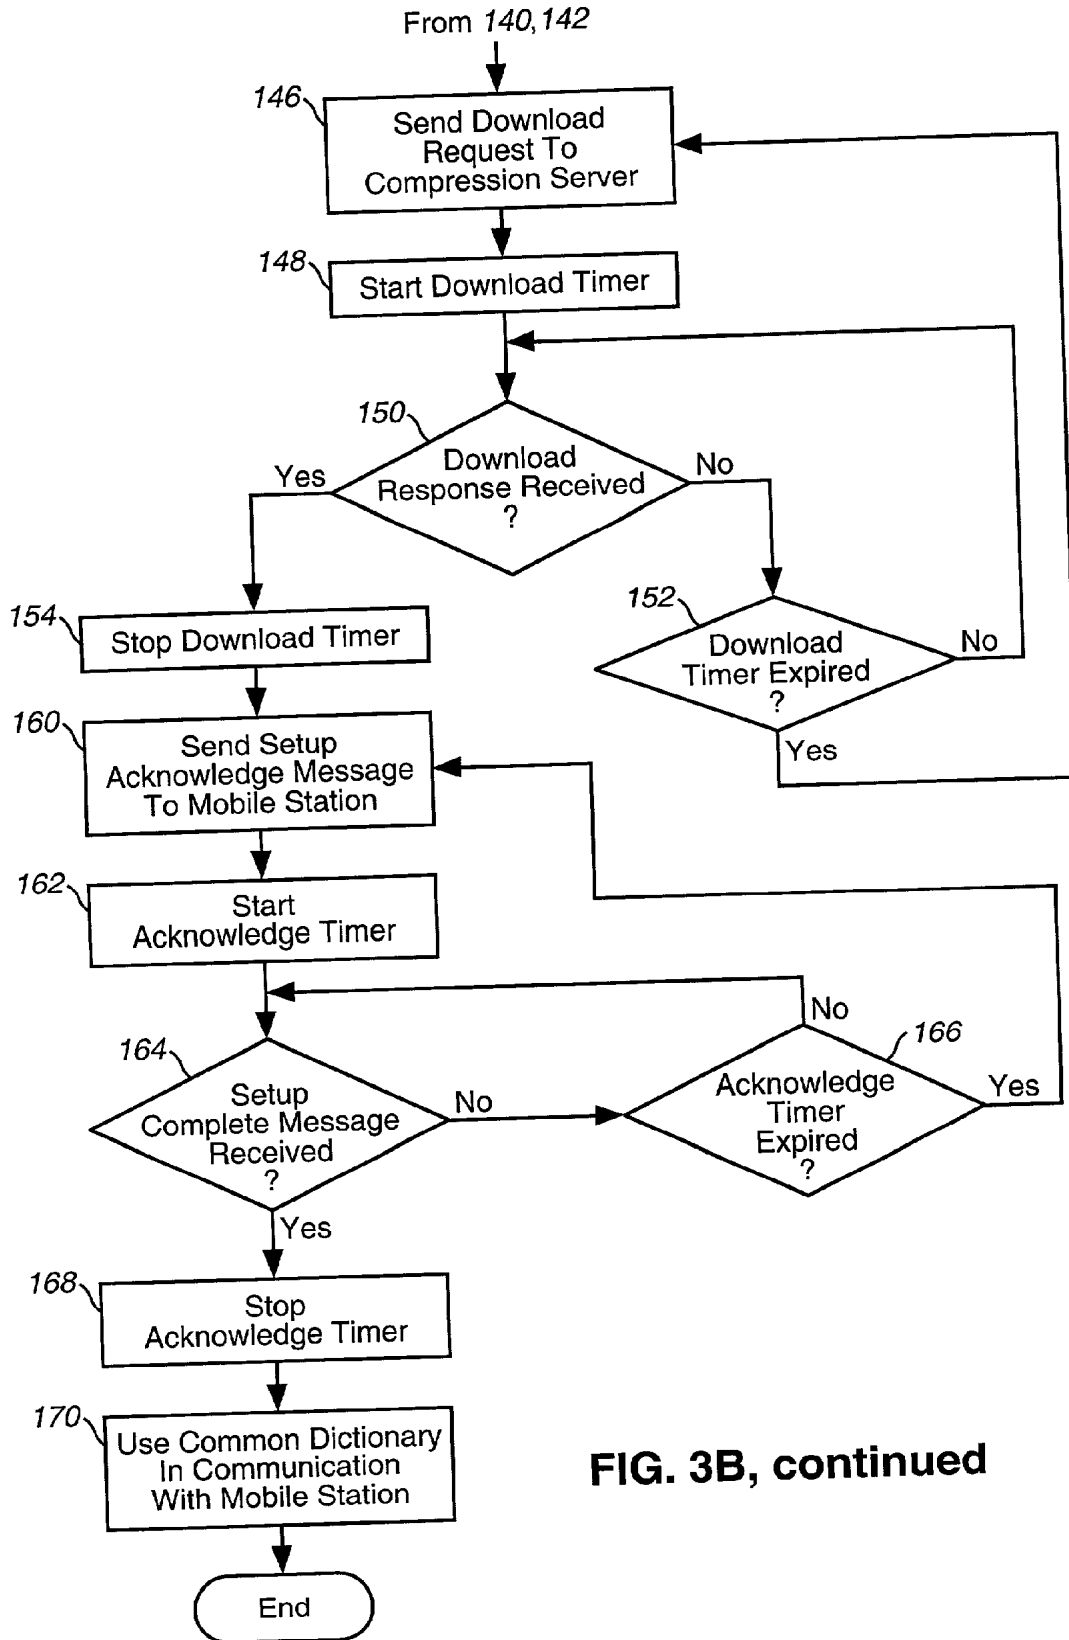 From 140, 142
146
Send Download
Request To
Compression Server
148
Start Download Timer
150
Download
Response Received
?
Yes
No
152
Download
Timer Expired
?
No
Yes
154
Stop Download Timer
160
Send Setup
Acknowledge Message
To Mobile Station
162
Start
Acknowledge Timer
164
Setup
Complete Message
Received
?
No
Yes
166
Acknowledge
Timer
Expired
?
No
Yes
168
Stop
Acknowledge Timer
170
Use Common Dictionary
In Communication
With Mobile Station
End
FIG. 3B, continued